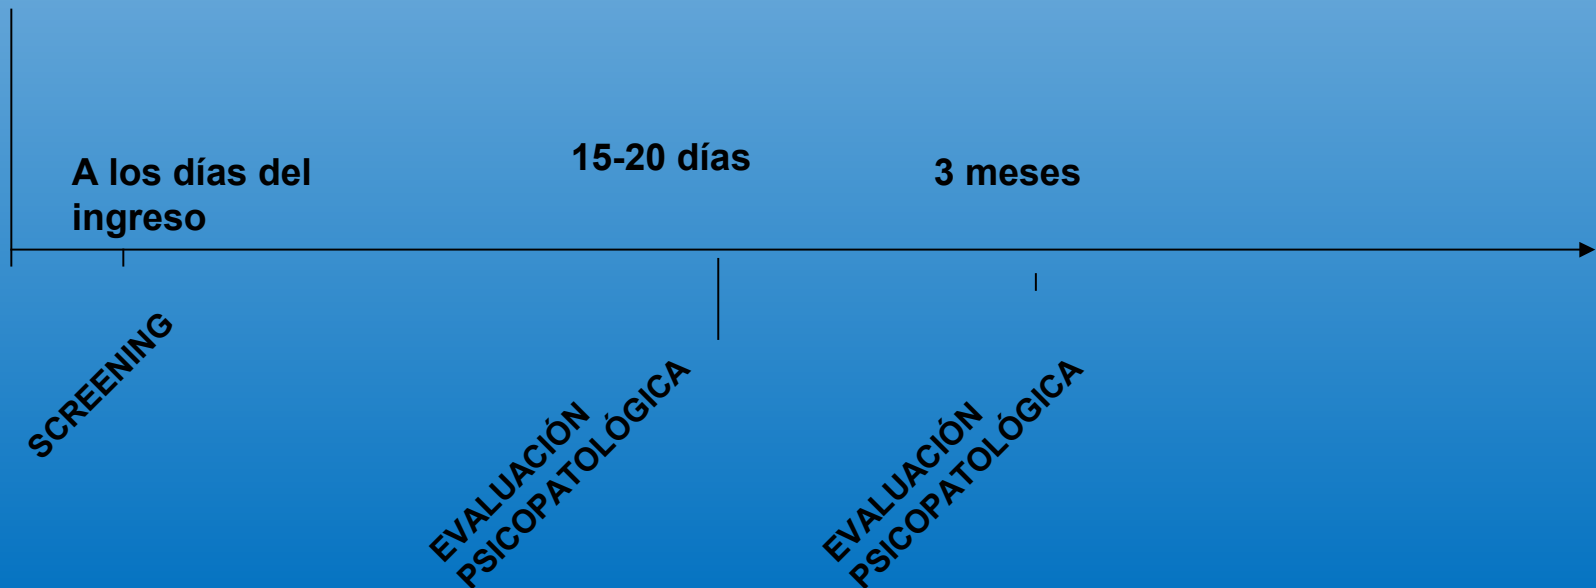 A los días del
ingreso
15-20 días
3 meses
SCREENING
EVALUACIÓN
PSICOPATOLÓGICA
EVALUACIÓN
PSICOPATOLÓGICA